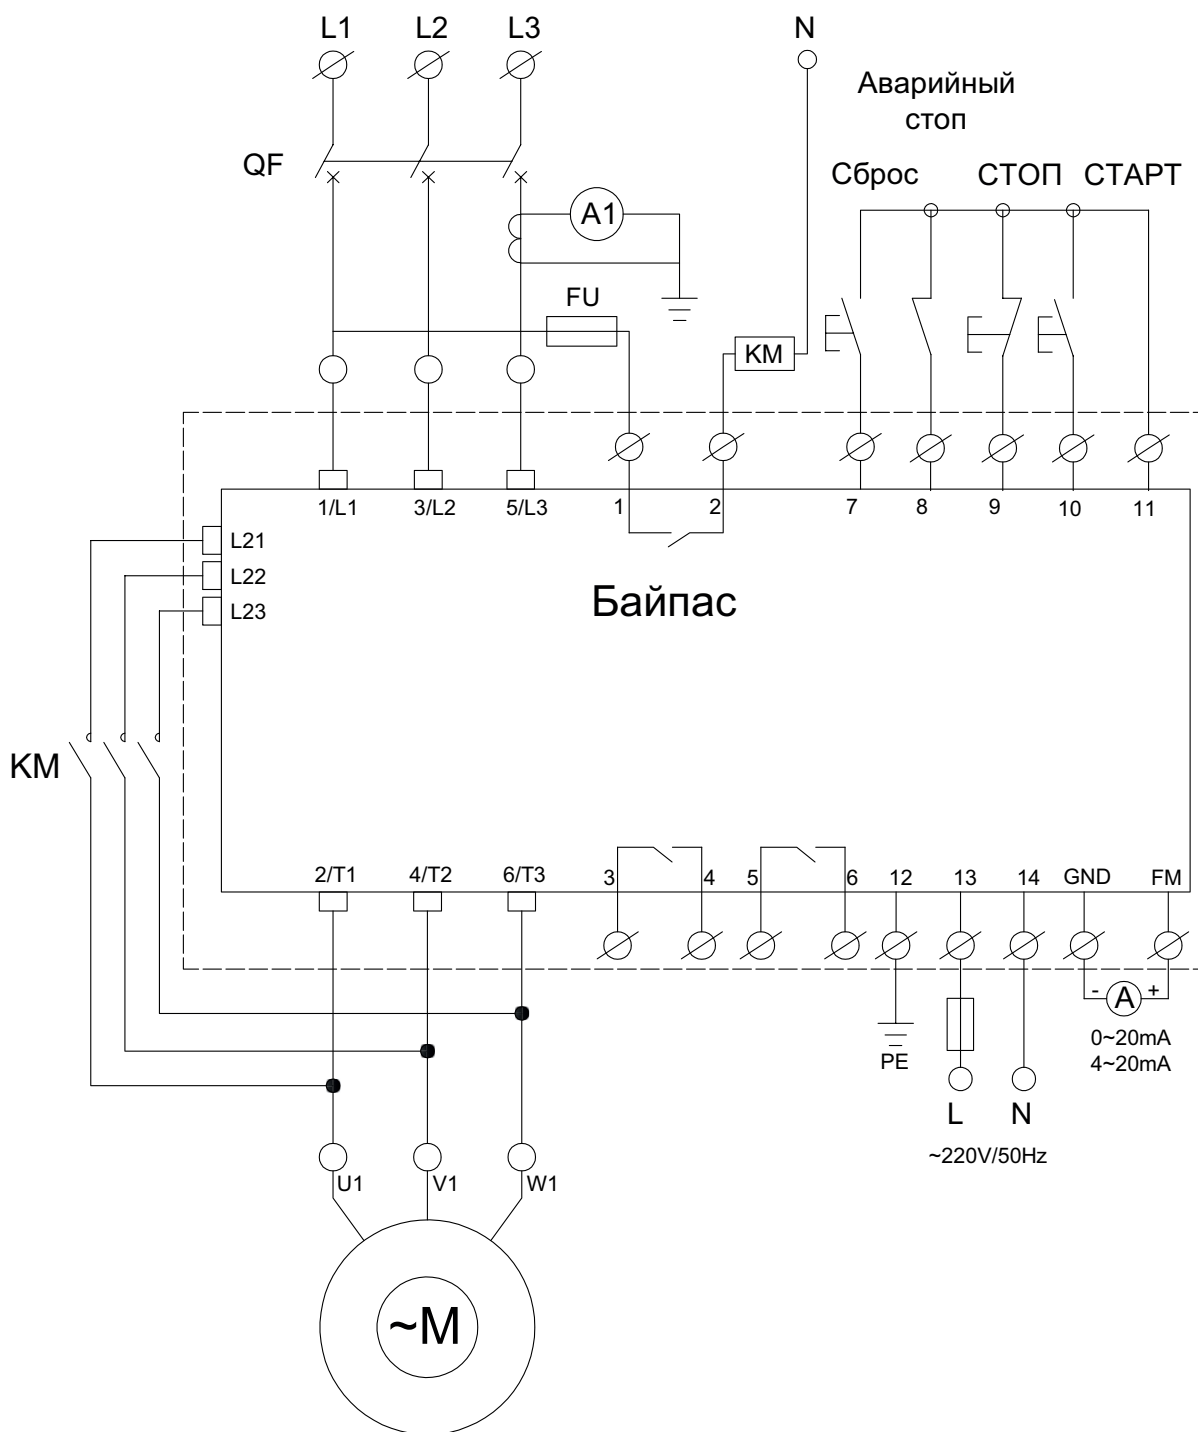 L1 L2 L3 N
Аварийный
стоп
QF
Сброс СТОП СТАРТ
A1
FU
KM
1/L1 3/L2 5/L3 1 2 7 8 9 10 11
L21
L22
L23
Байпас
KM
2/T1 4/T2 6/T3 3 4 5 6 12 13 14 GND FM
- A +
0~20mA
4~20mA
PE
L N
~220V/50Hz
U1 V1 W1
~M